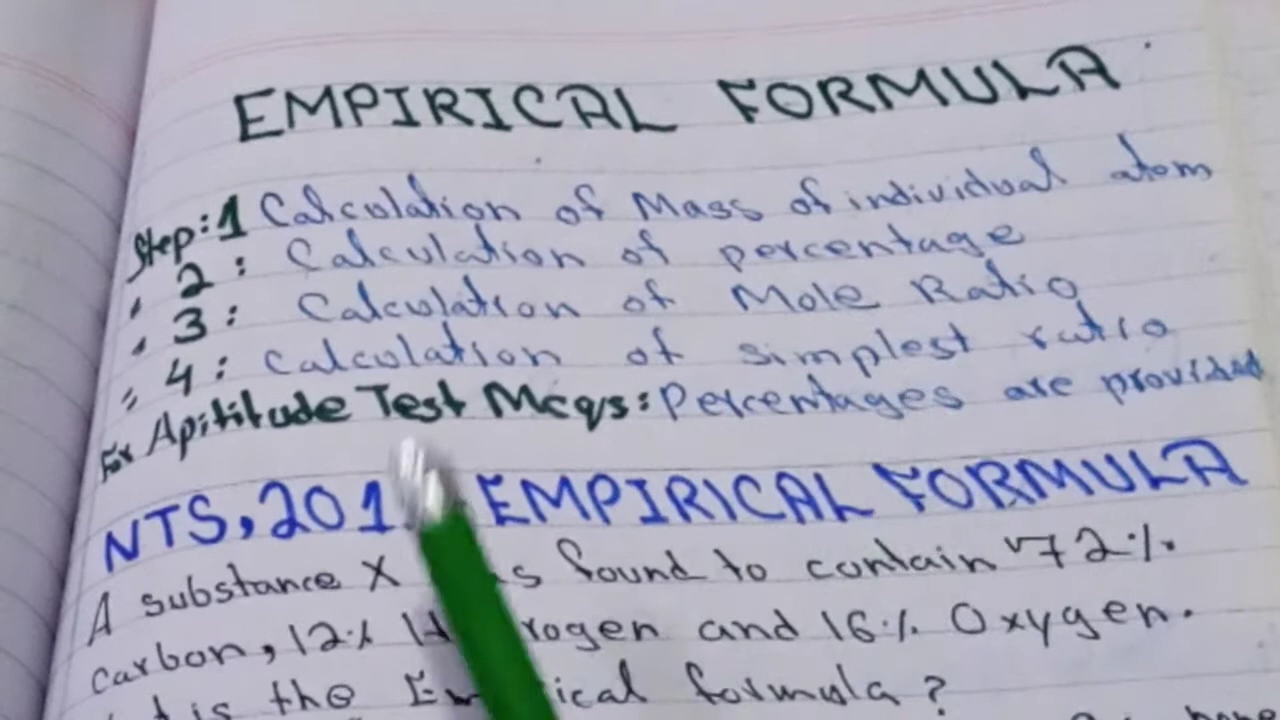 EMPIRICAL FORMULA
Step:1 Calculation of Mass of individual atom
" 2: Calculation of percentage
" 3: Calculation of Mole Ratio
" 4: Calculation of simplest ratio
For Apititude Test Mcqs: Percentages are provided
NTS, 201 EMPIRICAL FORMULA
A substance X found to contain 72%
carbon, 12% and 16% Oxygen.
is the formula?